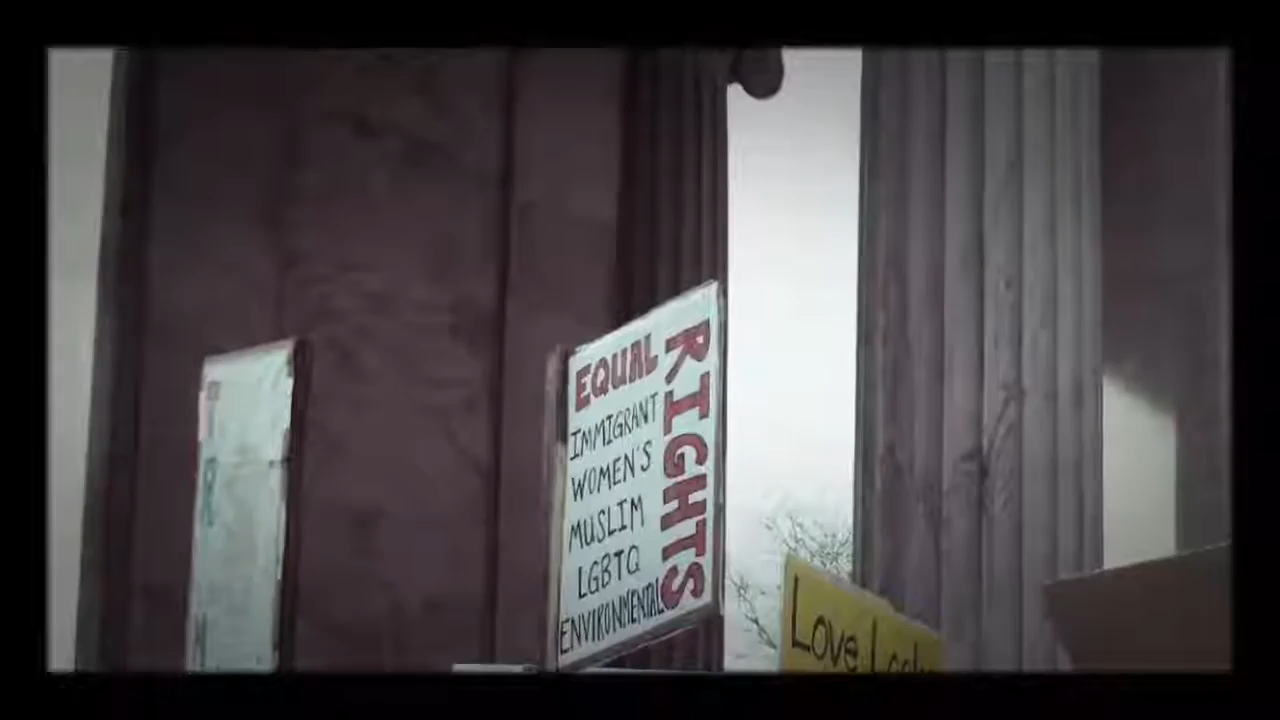 EQUAL
IMMIGRANT
WOMEN'S
MUSLIM
LGBTQ
ENVIRONMENTAL
RIGHTS
Love